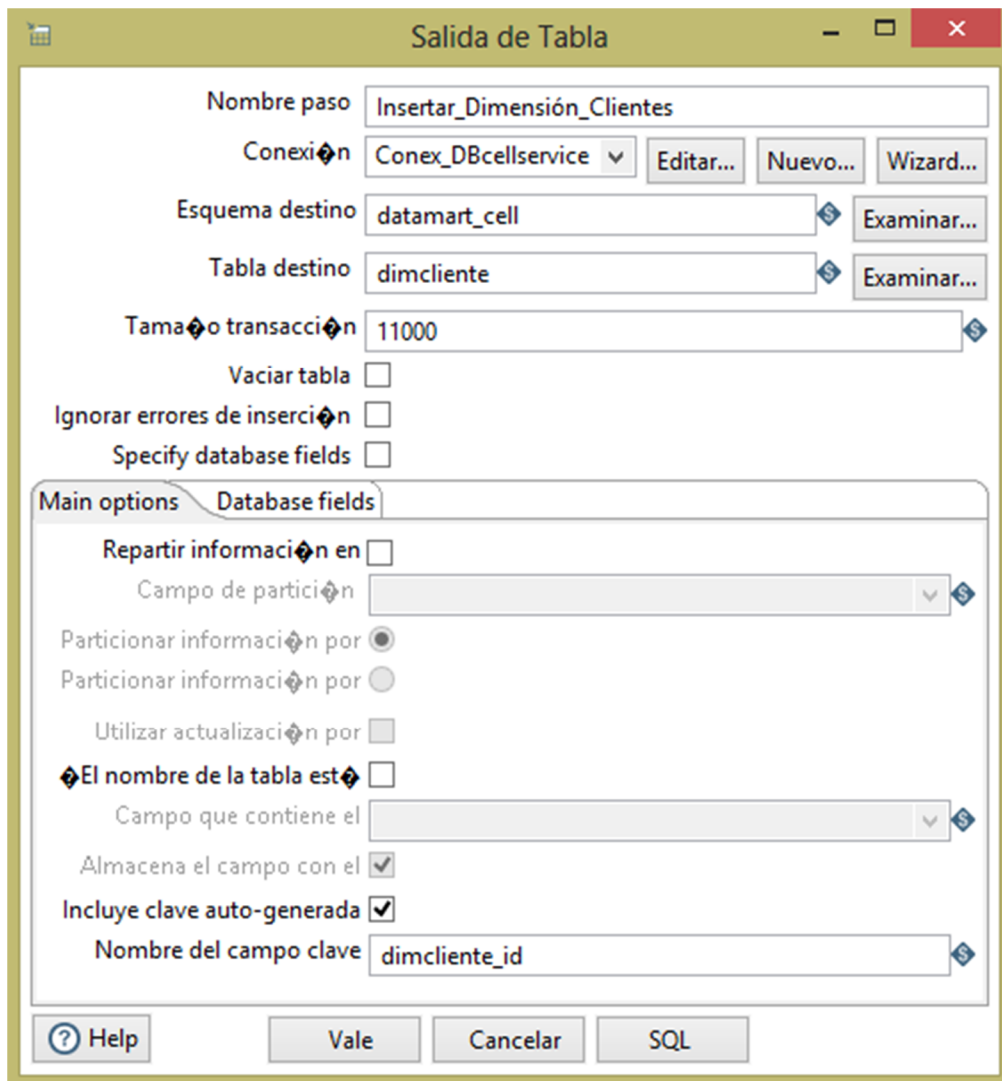 Salida de Tabla
Nombre paso Insertar_Dimensión_Clientes
Conexi�n Conex_DBcellservice Editar... Nuevo... Wizard...
Esquema destino datamart_cell Examinar...
Tabla destino dimcliente Examinar...
Tama�o transacci�n 11000
Vaciar tabla
Ignorar errores de inserci�n
Specify database fields
Main options Database fields
Repartir informaci�n en
Campo de partici�n
Particionar informaci�n por
Particionar informaci�n por
Utilizar actualizaci�n por
�El nombre de la tabla est�
Campo que contiene el
Almacena el campo con el
Incluye clave auto-generada
Nombre del campo clave dimcliente_id
Help Vale Cancelar SQL